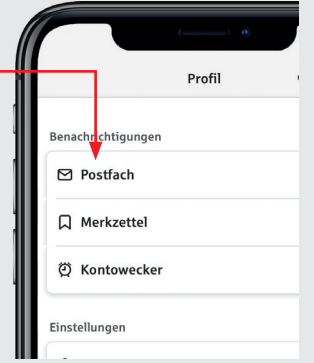 Profil
Benachrichtigungen
Postfach
Merkzettel
Kontowecker
Einstellungen